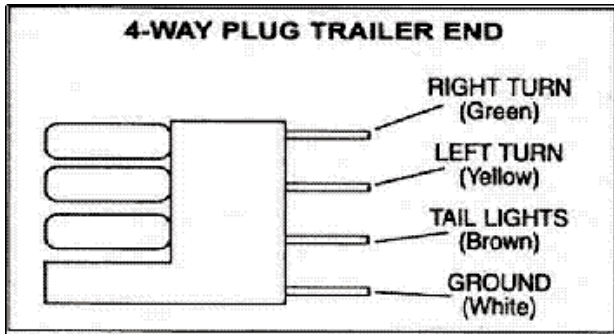 4-WAY PLUG TRAILER END
RIGHT TURN
(Green)
LEFT TURN
(Yellow)
TAIL LIGHTS
(Brown)
GROUND
(White)